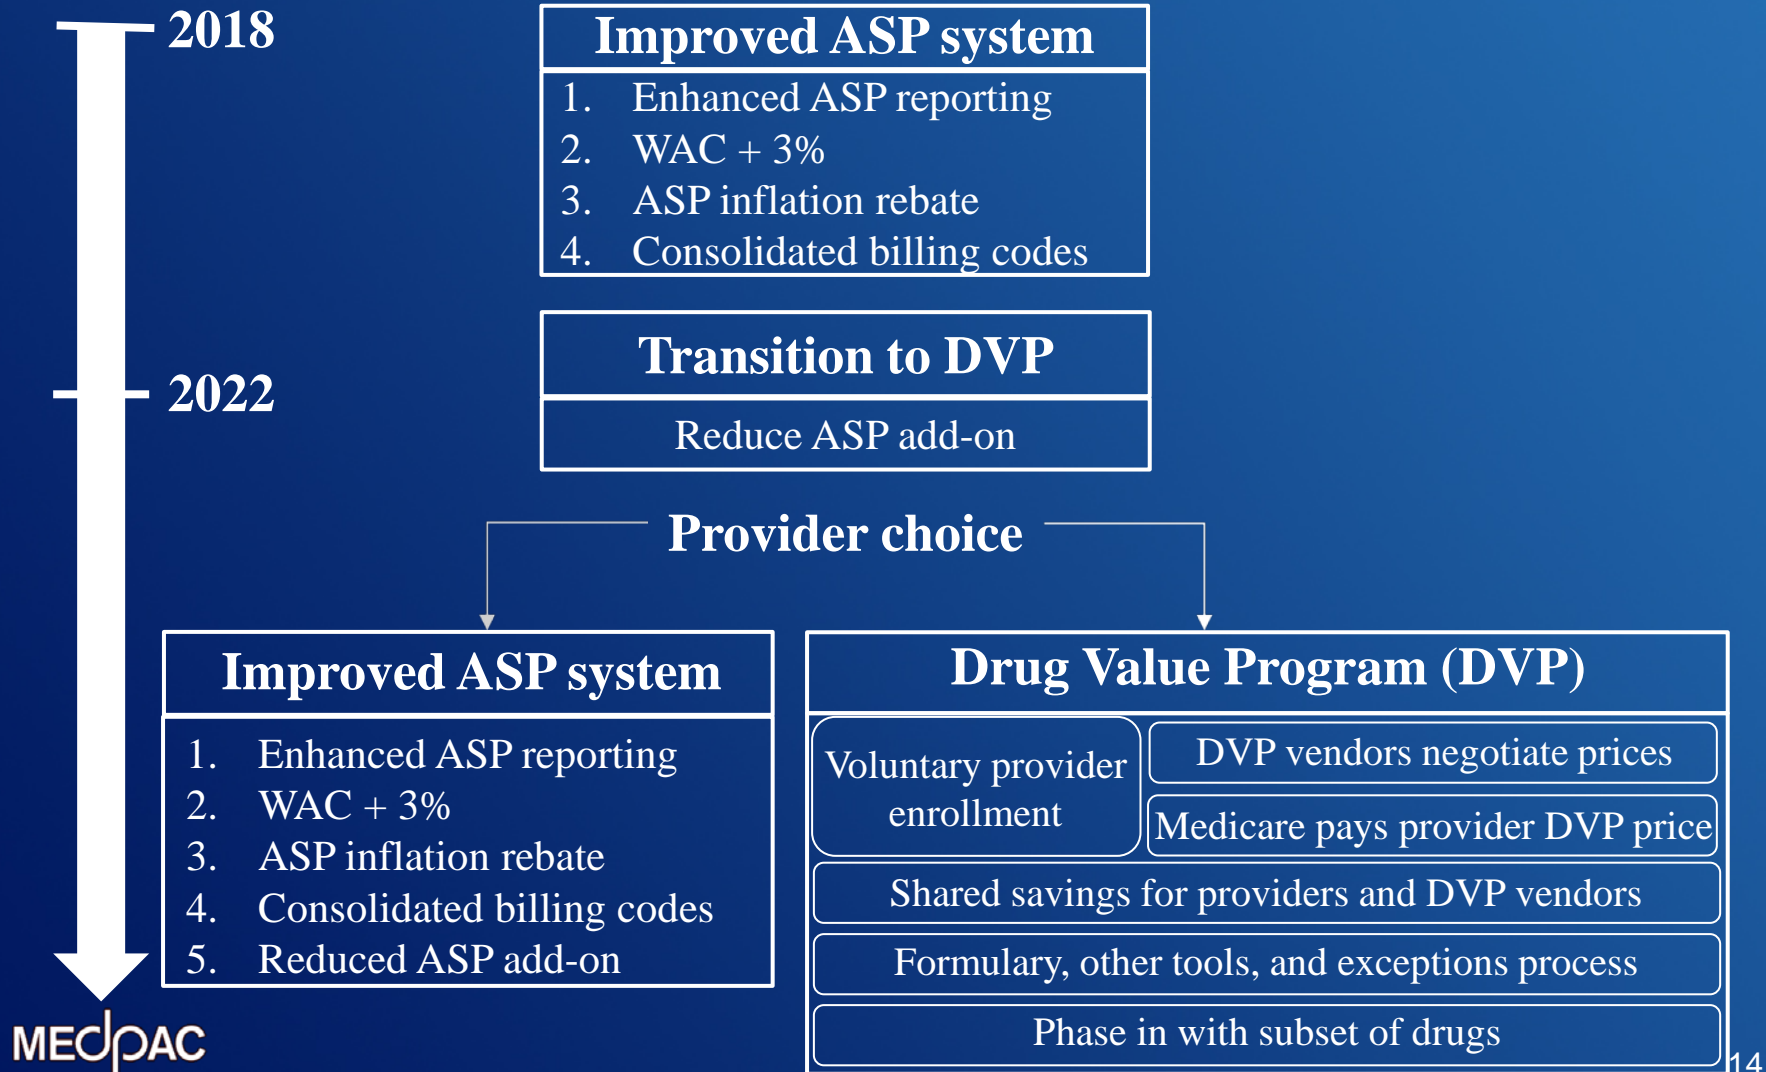 2018
Improved ASP system
1. Enhanced ASP reporting
2. WAC + 3%
3. ASP inflation rebate
4. Consolidated billing codes
2022
Transition to DVP
Reduce ASP add-on
Provider choice
Improved ASP system
1. Enhanced ASP reporting
2. WAC + 3%
3. ASP inflation rebate
4. Consolidated billing codes
5. Reduced ASP add-on
Drug Value Program (DVP)
Voluntary provider
enrollment
DVP vendors negotiate prices
Medicare pays provider DVP price
Shared savings for providers and DVP vendors
Formulary, other tools, and exceptions process
Phase in with subset of drugs
MEDPAC
14